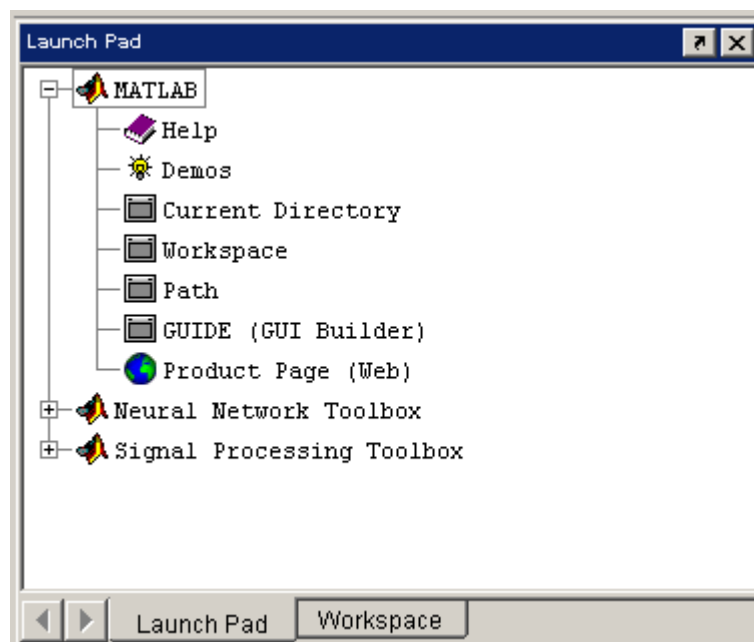 Launch Pad
MATLAB
Help
Demos
Current Directory
Workspace
Path
GUIDE (GUI Builder)
Product Page (Web)
Neural Network Toolbox
Signal Processing Toolbox
Launch Pad Workspace